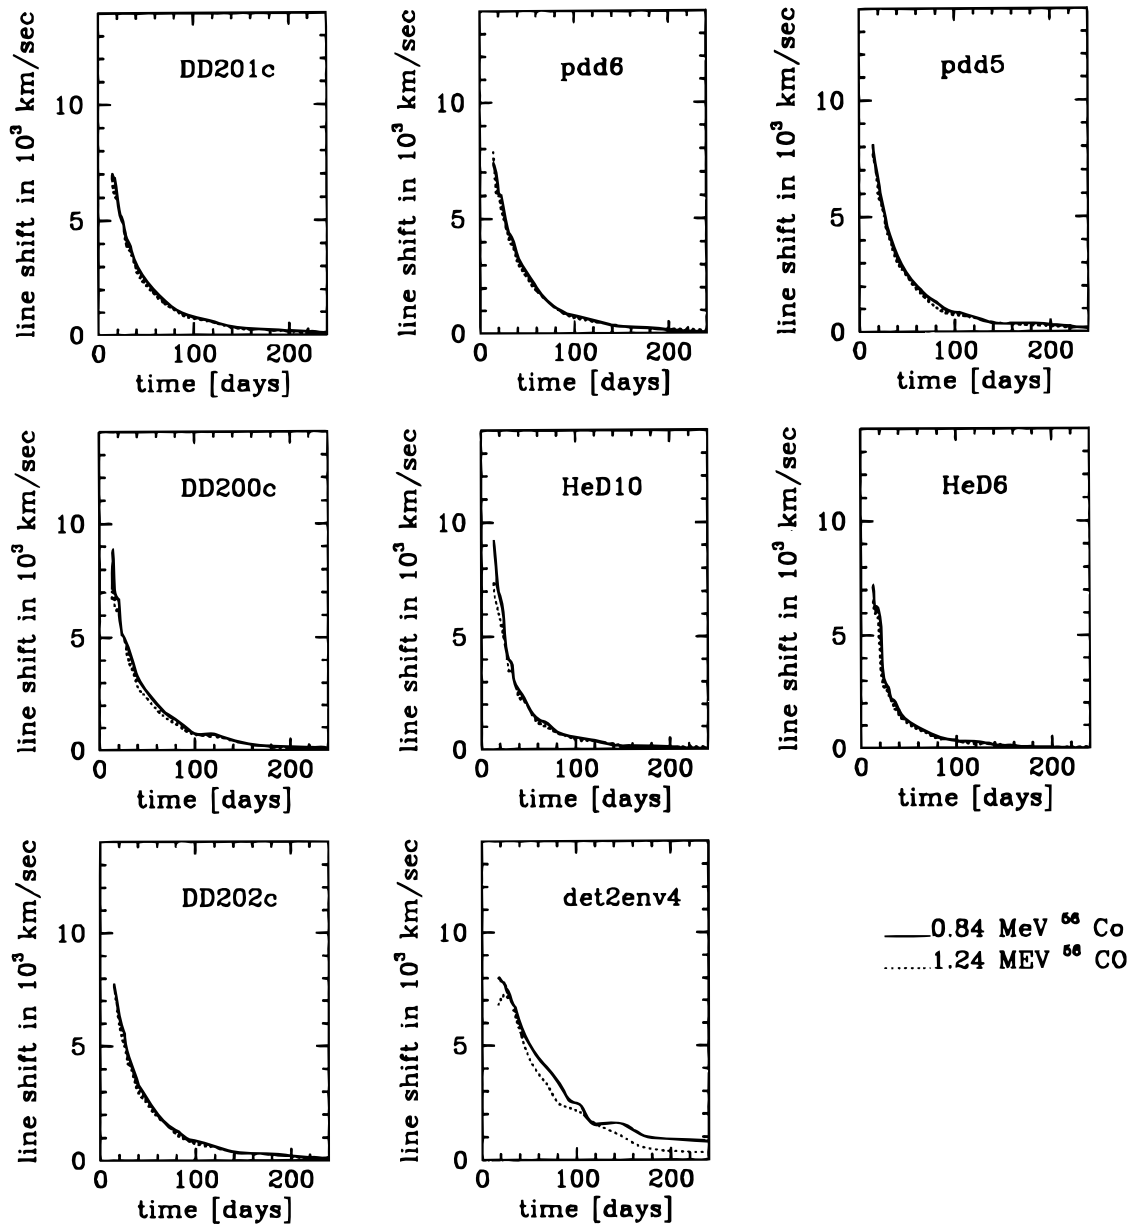 line shift in 10³ km/sec
DD201c
10
5
0
0 100 200
time [days]
line shift in 10³ km/sec
pdd6
10
5
0
0 100 200
time [days]
line shift in 10³ km/sec
pdd5
10
5
0
0 100 200
time [days]
line shift in 10³ km/sec
DD200c
10
5
0
0 100 200
time [days]
line shift in 10³ km/sec
HeD10
10
5
0
0 100 200
time [days]
line shift in 10³ km/sec
HeD6
10
5
0
0 100 200
time [days]
line shift in 10³ km/sec
DD202c
10
5
0
0 100 200
time [days]
line shift in 10³ km/sec
det2env4
10
5
0
0 100 200
time [days]
0.84 MeV ⁵⁶ Co
1.24 MEV ⁵⁶ CO